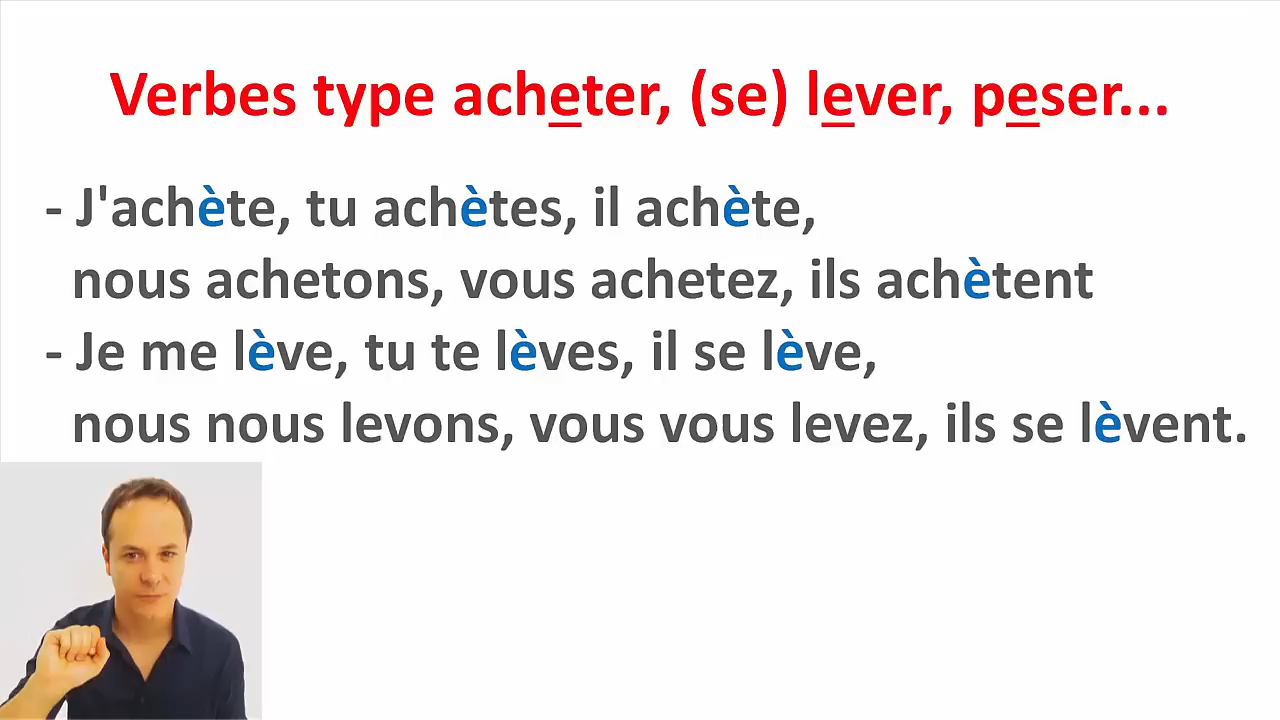 Verbes type acheter, (se) lever, peser...
- J'achète, tu achètes, il achète,
nous achetons, vous achetez, ils achètent
- Je me lève, tu te lèves, il se lève,
nous nous levons, vous vous levez, ils se lèvent.